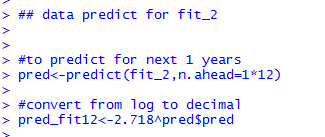 >
> ## data predict for fit_2
>
>
> #to predict for next 1 years
> pred<-predict(fit_2,n.ahead=1*12)
>
> #convert from log to decimal
> pred_fit12<-2.718^pred$pred
>